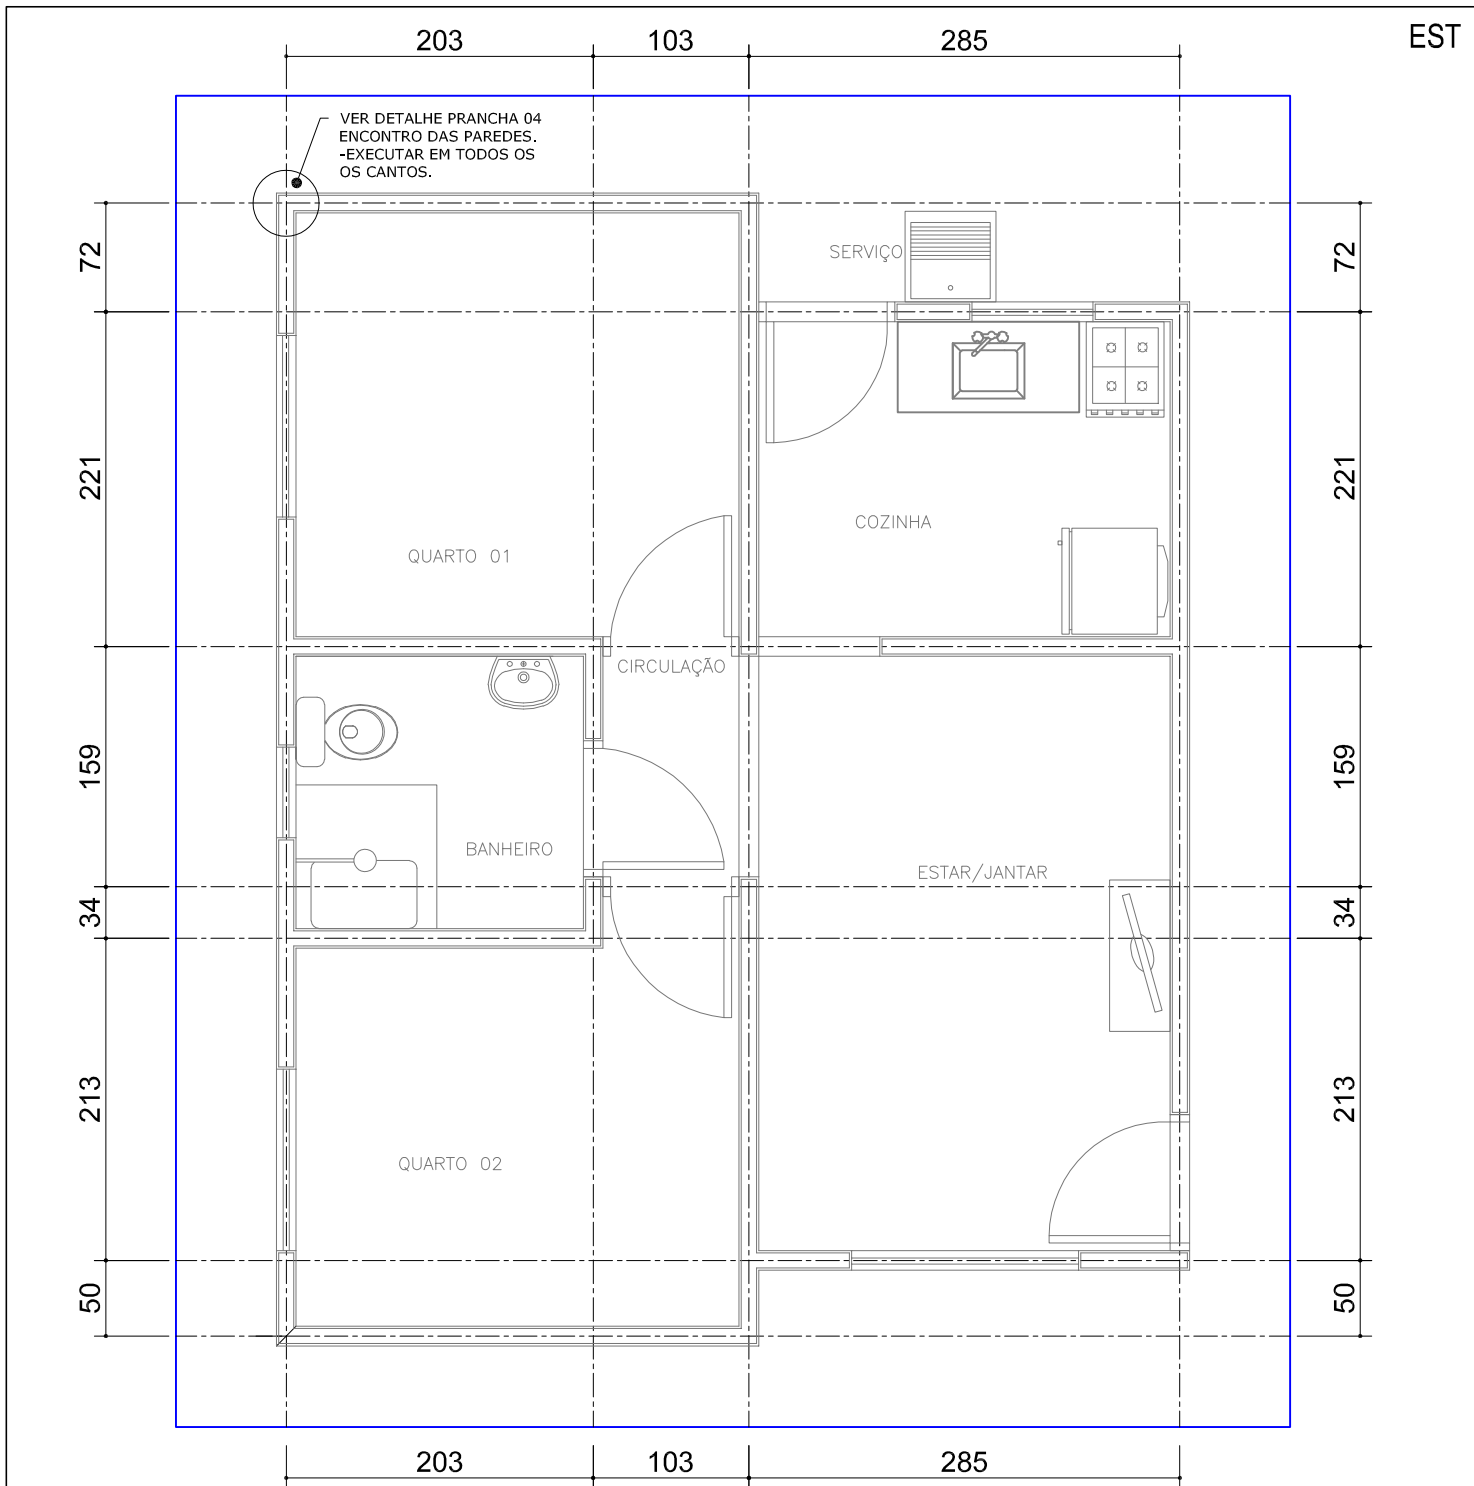 203 103 285
EST
VER DETALHE PRANCHA 04
ENCONTRO DAS PAREDES.
-EXECUTAR EM TODOS OS
OS CANTOS.
72
SERVIÇO
72
221
COZINHA
QUARTO 01
221
CIRCULAÇÃO
159
BANHEIRO
ESTAR/JANTAR
159
34
34
213
QUARTO 02
213
50
50
203 103 285